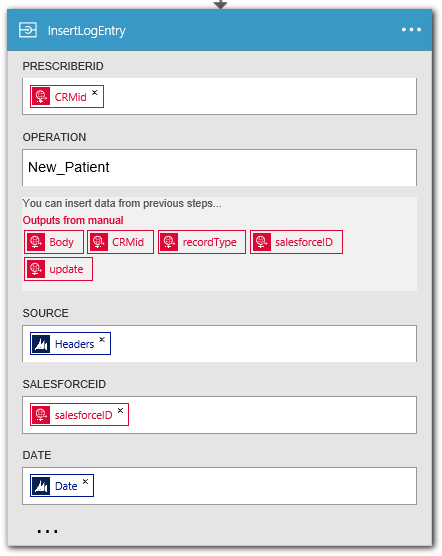 InsertLogEntry ...
PRESCRIBERID
CRMid ×
OPERATION
New_Patient
You can insert data from previous steps...
Outputs from manual
Body CRMid recordType salesforceID
update
SOURCE
Headers ×
SALESFORCEID
salesforceID ×
DATE
Date ×
...